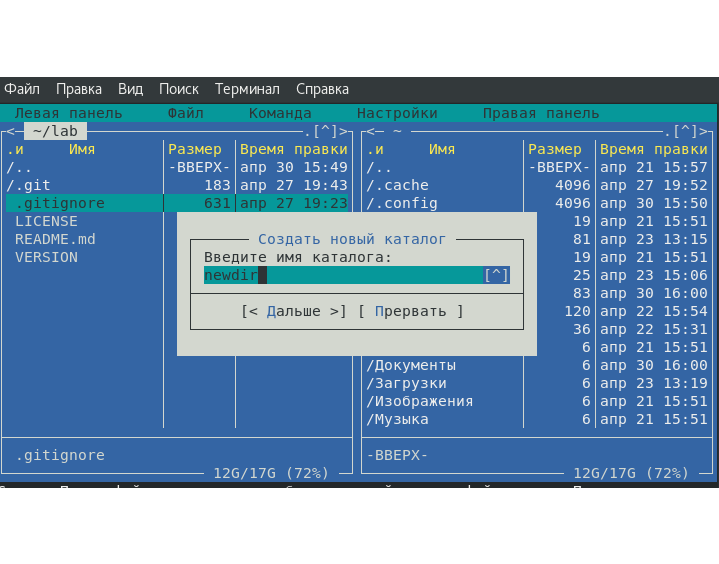 Файл Правка Вид Поиск Терминал Справка
Левая панель Файл Команда Настройки Правая панель
<─ ~/lab ─.[^]> <─ ~ ─.[^]>
.и Имя Размер Время правки .и Имя Размер Время правки
/.. -ВВЕРХ- апр 30 15:49 /.. -ВВЕРХ- апр 21 15:57
/.git 183 апр 27 19:43 /.cache 4096 апр 27 19:52
.gitignore 631 апр 27 19:23 /.config 4096 апр 30 15:50
LICENSE 19 апр 21 15:51
README.md Создать новый каталог 81 апр 23 13:15
VERSION Введите имя каталога: 19 апр 21 15:51
newdir [^] 25 апр 23 15:06
83 апр 30 16:00
[< Дальше >] [ Прервать ] 120 апр 22 15:54
36 апр 22 15:31
6 апр 21 15:51
/Документы 6 апр 30 16:00
/Загрузки 6 апр 23 13:19
/Изображения 6 апр 21 15:51
/Музыка 6 апр 21 15:51
.gitignore -ВВЕРХ-
12G/17G (72%) 12G/17G (72%)